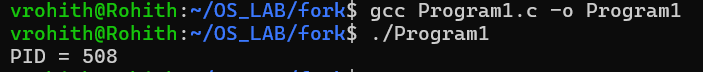 vrohith@Rohith:~/OS_LAB/fork$ gcc Program1.c -o Program1
vrohith@Rohith:~/OS_LAB/fork$ ./Program1
PID = 508